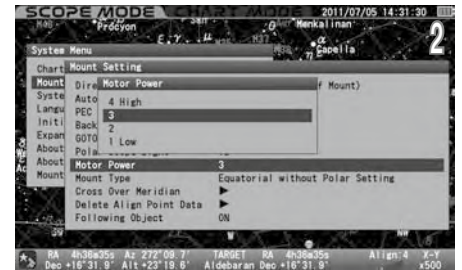 SCOPE MODE CHART MODE 2011/07/05 14:31:30
Procyon
Menkalinan
Capella
2
System Menu
Chart Mount Setting
Mount Dire Motor Power f Mount)
Syste Auto 4 High
Langu PEC 3
Initi Back 2
Expan GOTO 1 Low
About
About Motor Power 3
Mount Mount Type Equatorial without Polar Setting
Cross Over Meridian ▶
Delete Align Point Data ▶
Following Object ON
RA 4h36m35s Az 272°09.7' TARGET RA 4h36m35s Align:4 X-Y
Dec +16°31.9' Alt +23°19.6' Aldebaran Dec +16°31.9' x500